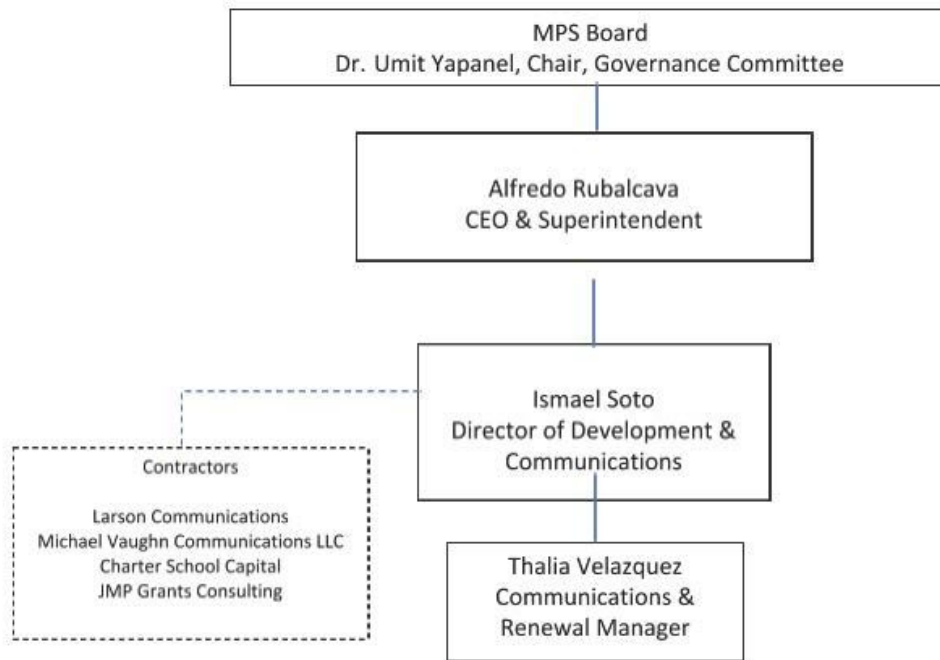 MPS Board
Dr. Umit Yapanel, Chair, Governance Committee
Alfredo Rubalcava
CEO & Superintendent
Ismael Soto
Director of Development &
Communications
Contractors
Larson Communications
Michael Vaughn Communications LLC
Charter School Capital
JMP Grants Consulting
Thalia Velazquez
Communications &
Renewal Manager